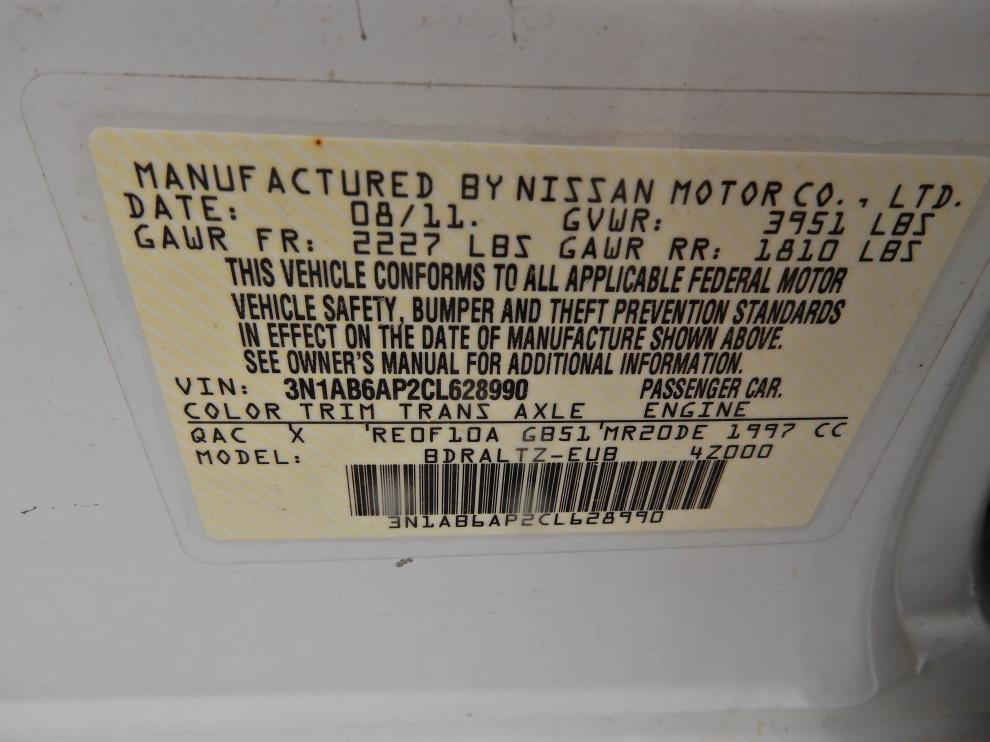 MANUFACTURED BY NISSAN MOTOR CO., LTD.
DATE: 08/11. GVWR: 3951 LBS
GAWR FR: 2227 LBS GAWR RR: 1810 LBS
THIS VEHICLE CONFORMS TO ALL APPLICABLE FEDERAL MOTOR
VEHICLE SAFETY, BUMPER AND THEFT PREVENTION STANDARDS
IN EFFECT ON THE DATE OF MANUFACTURE SHOWN ABOVE.
SEE OWNER'S MANUAL FOR ADDITIONAL INFORMATION.
VIN: 3N1AB6AP2CL628990 PASSENGER CAR.
COLOR TRIM TRANS AXLE ENGINE
QAC X 'RE0F10A GB51'MR20DE 1997 CC
MODEL: BDRALTZ-EUB 4Z000
3N1AB6AP2CL628990